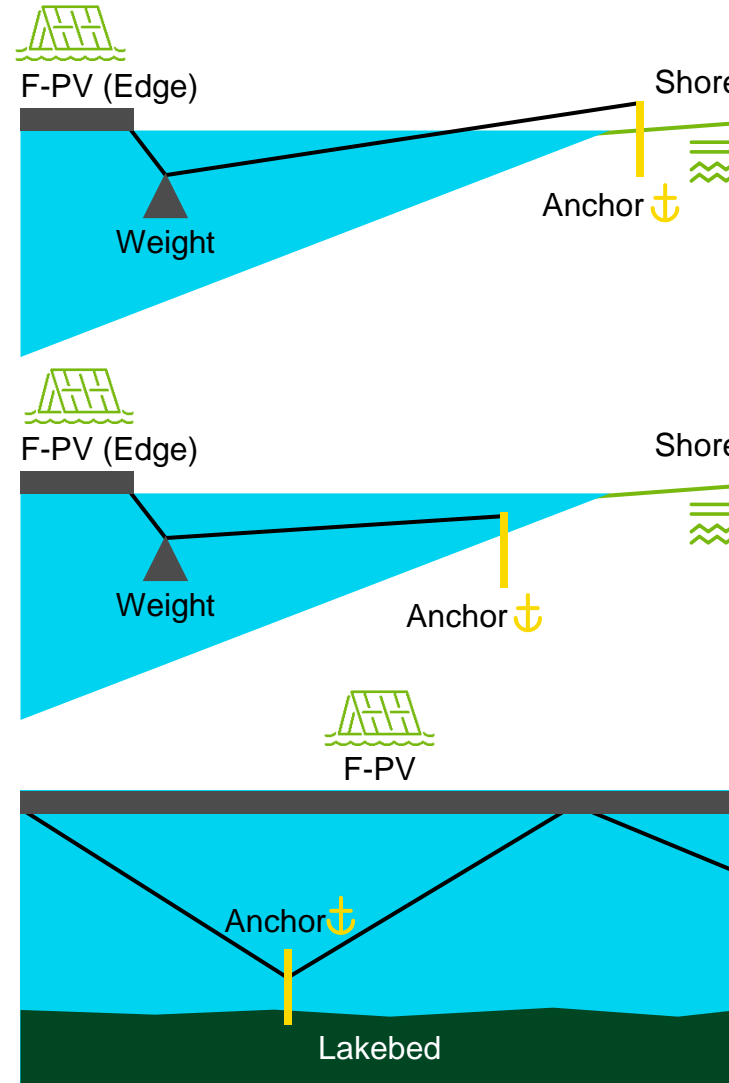 F-PV (Edge)
Shore
Anchor
Weight
F-PV (Edge)
Shore
Weight
Anchor
F-PV
Anchor
Lakebed